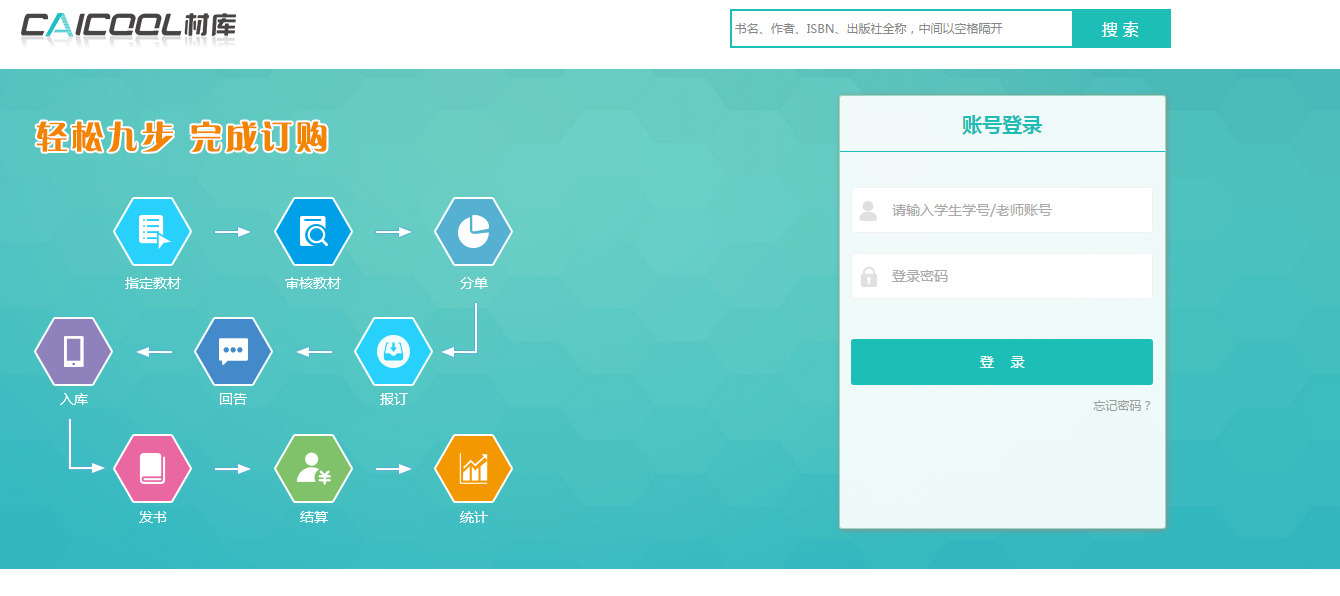 CAICOOL材库
书名、作者、ISBN、出版社全称，中间以空格隔开
搜 索
轻松九步 完成订购
指定教材
审核教材
分单
入库
回告
报订
发书
结算
统计
账号登录
请输入学生学号/老师账号
登录密码
登 录
忘记密码？